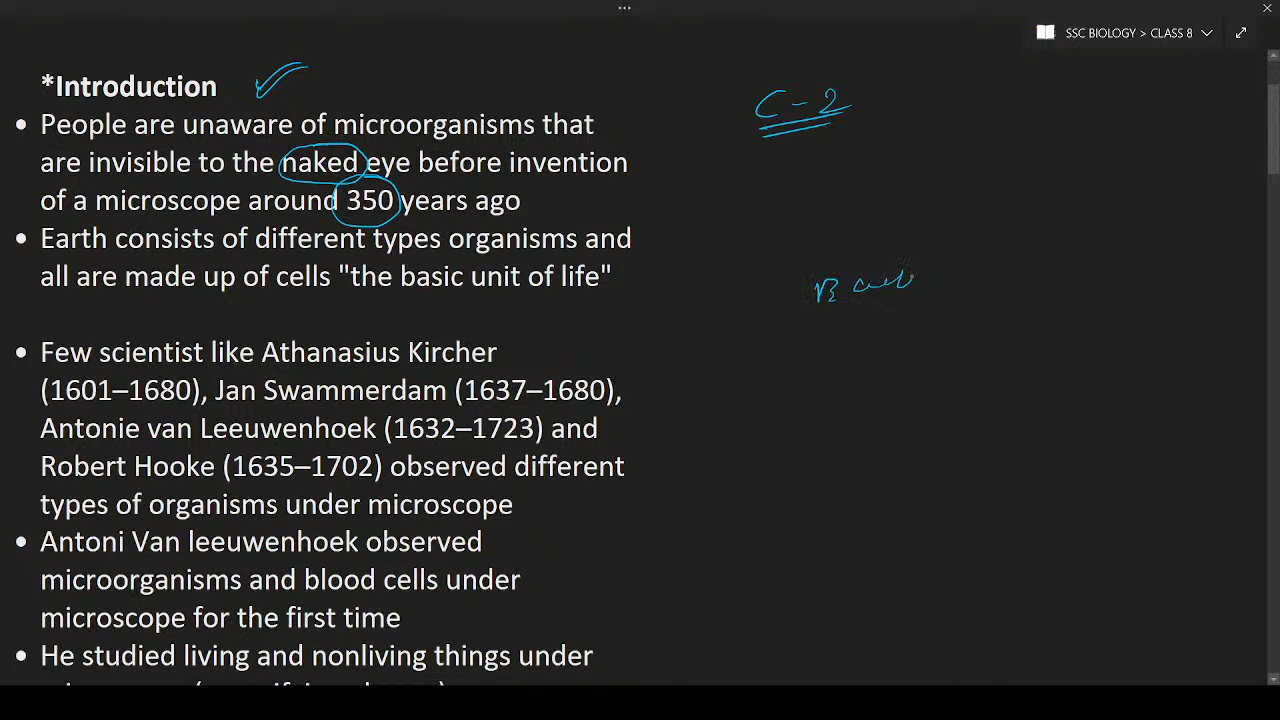 SSC BIOLOGY > CLASS 8
*Introduction
C-2
• People are unaware of microorganisms that
are invisible to the naked eye before invention
of a microscope around 350 years ago
• Earth consists of different types organisms and
all are made up of cells "the basic unit of life"
• Few scientist like Athanasius Kircher
(1601–1680), Jan Swammerdam (1637–1680),
Antonie van Leeuwenhoek (1632–1723) and
Robert Hooke (1635–1702) observed different
types of organisms under microscope
• Antoni Van leeuwenhoek observed
microorganisms and blood cells under
microscope for the first time
• He studied living and nonliving things under